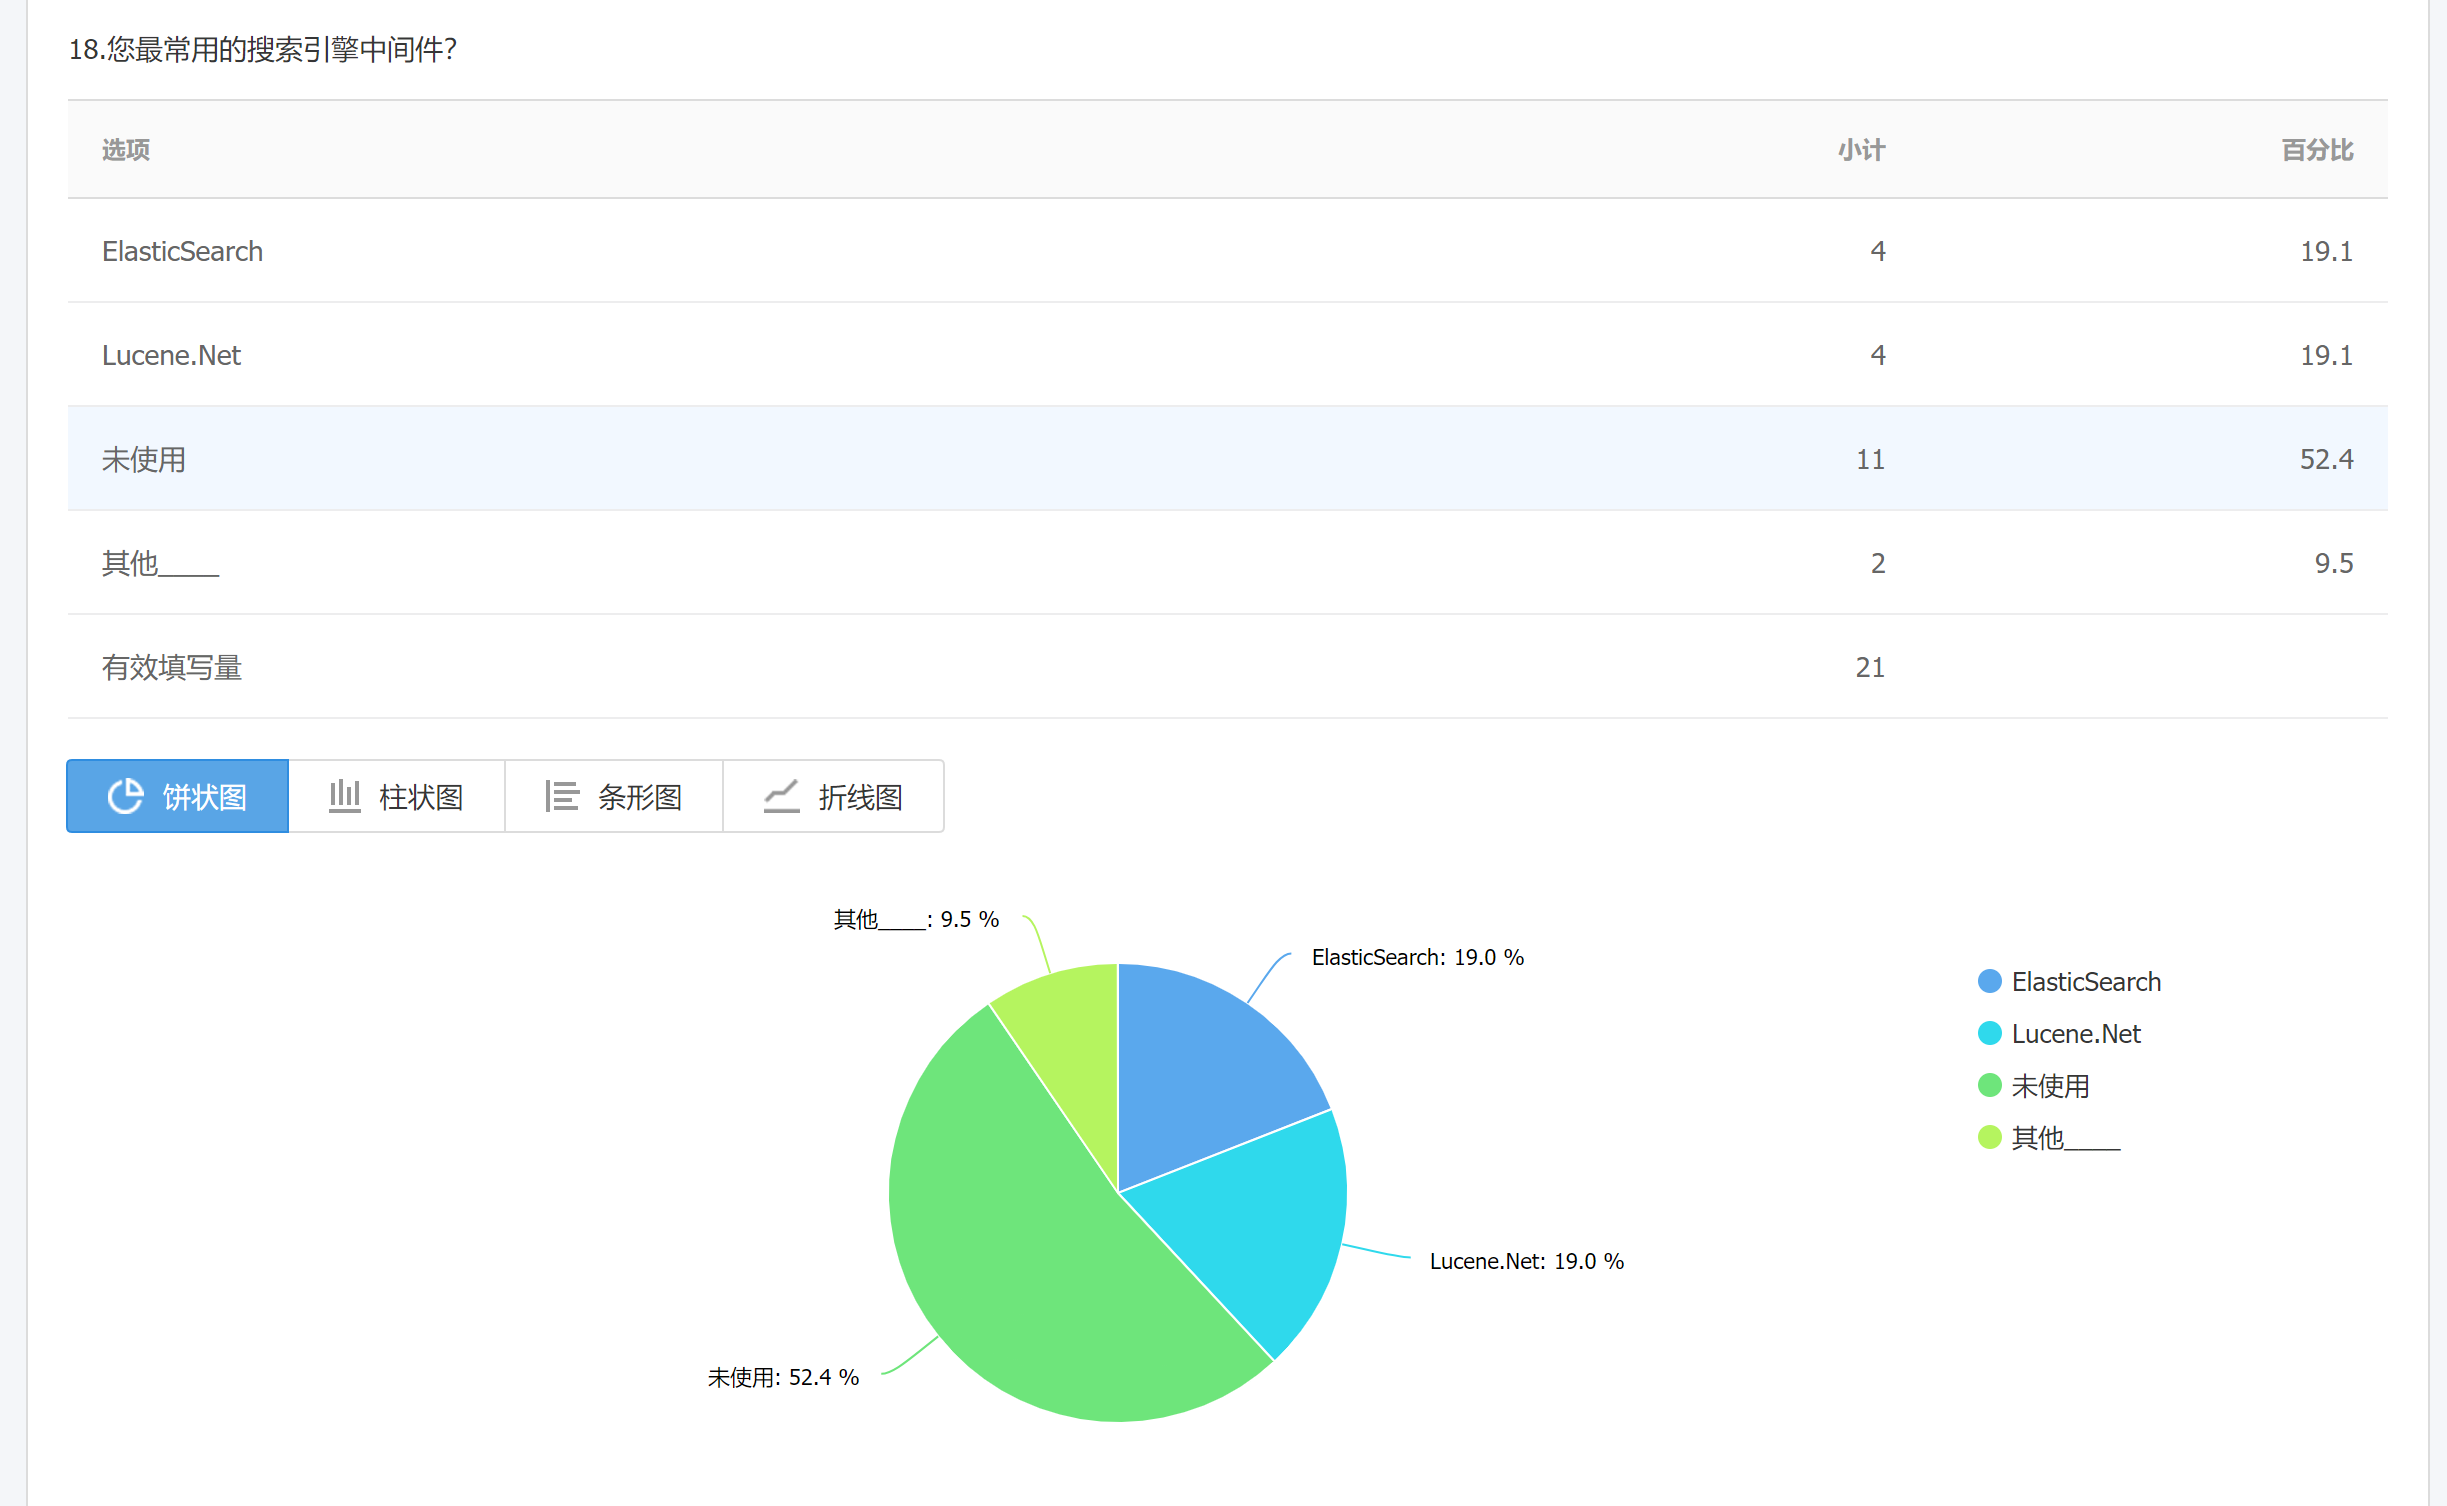 18.您最常用的搜索引擎中间件?
选项 小计 百分比
ElasticSearch 4 19.1
Lucene.Net 4 19.1
未使用 11 52.4
其他____ 2 9.5
有效填写量 21
饼状图 柱状图 条形图 折线图
其他____: 9.5 %
ElasticSearch: 19.0 %
Lucene.Net: 19.0 %
未使用: 52.4 %
ElasticSearch
Lucene.Net
未使用
其他____